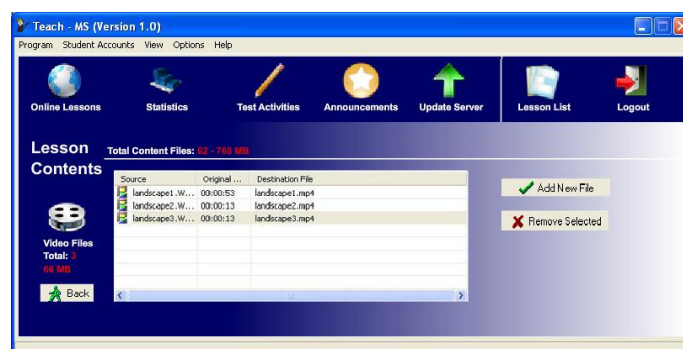 Teach - MS (Version 1.0)
Program Student Accounts View Options Help
Online Lessons Statistics Test Activities Announcements Update Server Lesson List Logout
Lesson Contents
Total Content Files: 62 - 768 MB
Source Original ... Destination File
landscape1.W... 00:00:53 landscape1.mp4
landscape2.W... 00:00:13 landscape2.mp4
landscape3.W... 00:00:13 landscape3.mp4
Add New File
Remove Selected
Video Files
Total: 3
66 MB
Back